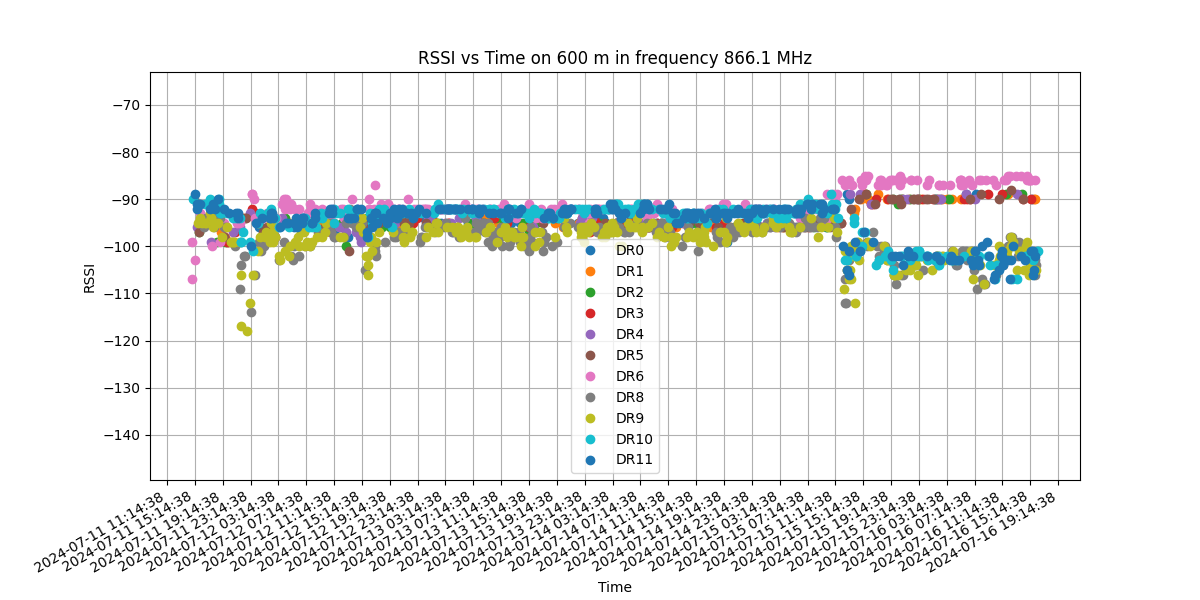 RSSI vs Time on 600 m in frequency 866.1 MHz
RSSI
−70
−80
−90
−100
−110
−120
−130
−140
DR0
DR1
DR2
DR3
DR4
DR5
DR6
DR8
DR9
DR10
DR11
2024-07-11 11:14:38
2024-07-11 15:14:38
2024-07-11 19:14:38
2024-07-11 23:14:38
2024-07-12 03:14:38
2024-07-12 07:14:38
2024-07-12 11:14:38
2024-07-12 15:14:38
2024-07-12 19:14:38
2024-07-12 23:14:38
2024-07-13 03:14:38
2024-07-13 07:14:38
2024-07-13 11:14:38
2024-07-13 15:14:38
2024-07-13 19:14:38
2024-07-13 23:14:38
2024-07-14 03:14:38
2024-07-14 07:14:38
2024-07-14 11:14:38
2024-07-14 15:14:38
2024-07-14 19:14:38
2024-07-14 23:14:38
2024-07-15 03:14:38
2024-07-15 07:14:38
2024-07-15 11:14:38
2024-07-15 15:14:38
2024-07-15 19:14:38
2024-07-15 23:14:38
2024-07-16 03:14:38
2024-07-16 07:14:38
2024-07-16 11:14:38
2024-07-16 15:14:38
2024-07-16 19:14:38
Time